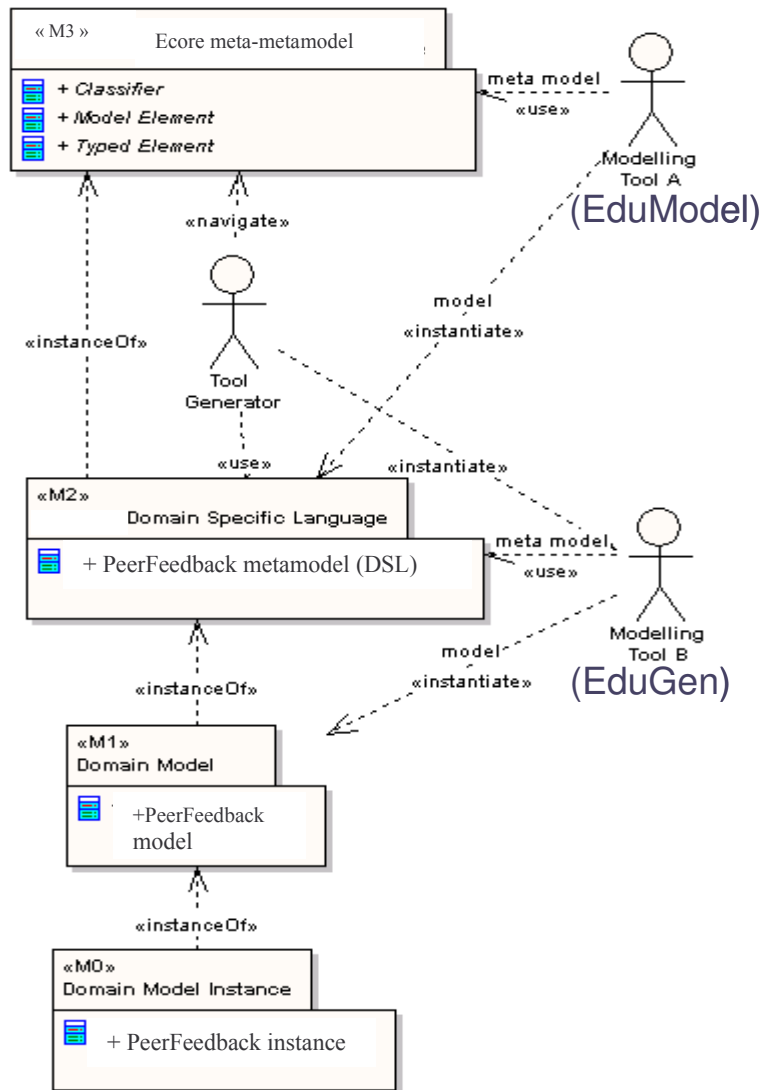 « M3 »
Ecore meta-metamodel
+ Classifier
+ Model Element
+ Typed Element
meta model
«use»
Modelling
Tool A
(EduModel)
«navigate»
model
«instantiate»
«instanceOf»
Tool
Generator
«use»
«instantiate»
«M2»
Domain Specific Language
+ PeerFeedback metamodel (DSL)
meta model
«use»
Modelling
Tool B
(EduGen)
model
«instantiate»
«instanceOf»
«M1»
Domain Model
+PeerFeedback
model
«instanceOf»
«M0»
Domain Model Instance
+ PeerFeedback instance